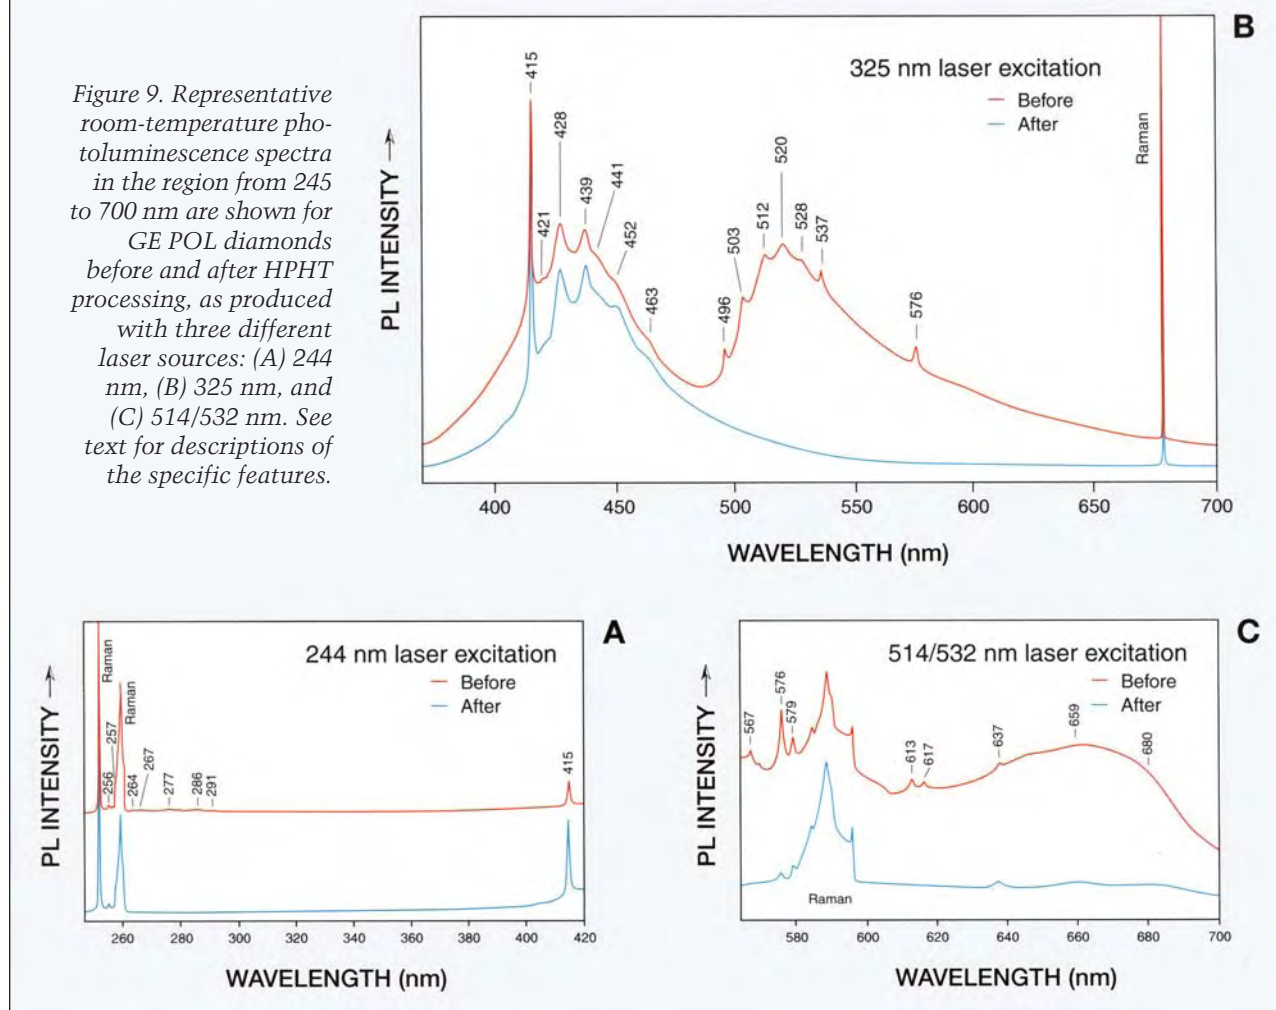 Figure 9. Representative
room-temperature pho-
toluminescence spectra
in the region from 245
to 700 nm are shown for
GE POL diamonds
before and after HPHT
processing, as produced
with three different
laser sources: (A) 244
nm, (B) 325 nm, and
(C) 514/532 nm. See
text for descriptions of
the specific features.
B
325 nm laser excitation
Before
After
PL INTENSITY
415
421
428
439
441
452
463
496
503
512
520
528
537
576
Raman
400 450 500 550 600 650 700
WAVELENGTH (nm)
A
244 nm laser excitation
Before
After
PL INTENSITY
Raman
256
257
Raman
264
267
277
286
291
415
260 280 300 320 340 360 380 400 420
WAVELENGTH (nm)
C
514/532 nm laser excitation
Before
After
PL INTENSITY
567
576
579
613
617
637
659
680
Raman
580 600 620 640 660 680 700
WAVELENGTH (nm)